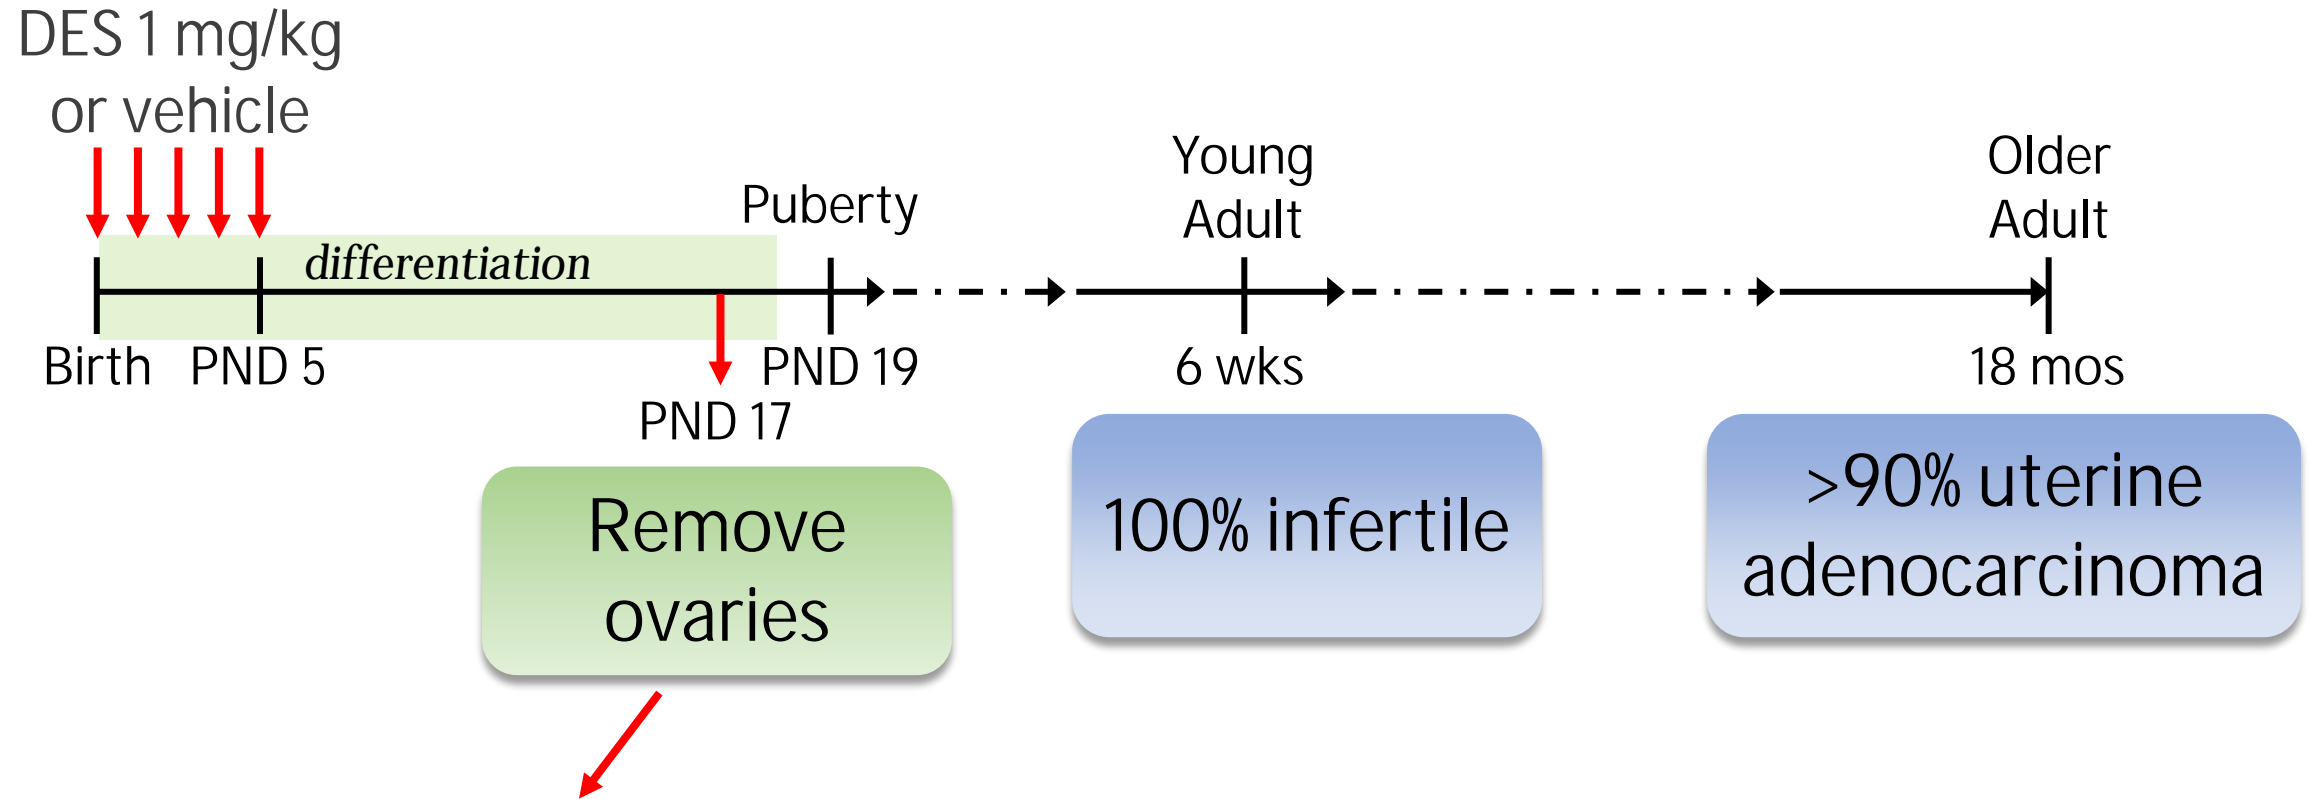 DES 1 mg/kg
or vehicle
differentiation
Puberty
Young
Adult
Older
Adult
Birth
PND 5
PND 17
PND 19
6 wks
18 mos
Remove
ovaries
100% infertile
>90% uterine
adenocarcinoma